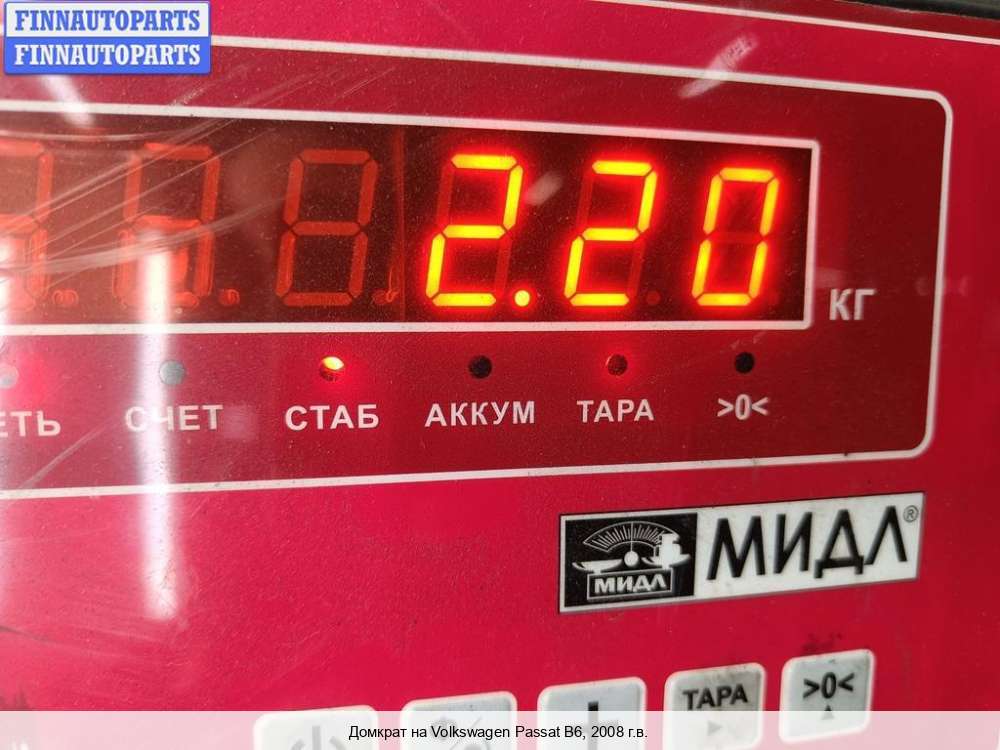 FINNAUTOPARTS
FINNAUTOPARTS
2.20
КГ
ЕТЬ
СЧЕТ
СТАБ
АККУМ
ТАРА
>0<
МИДЛ
МИДЛ®
ТАРА
>0<
Домкрат на Volkswagen Passat B6, 2008 г.в.